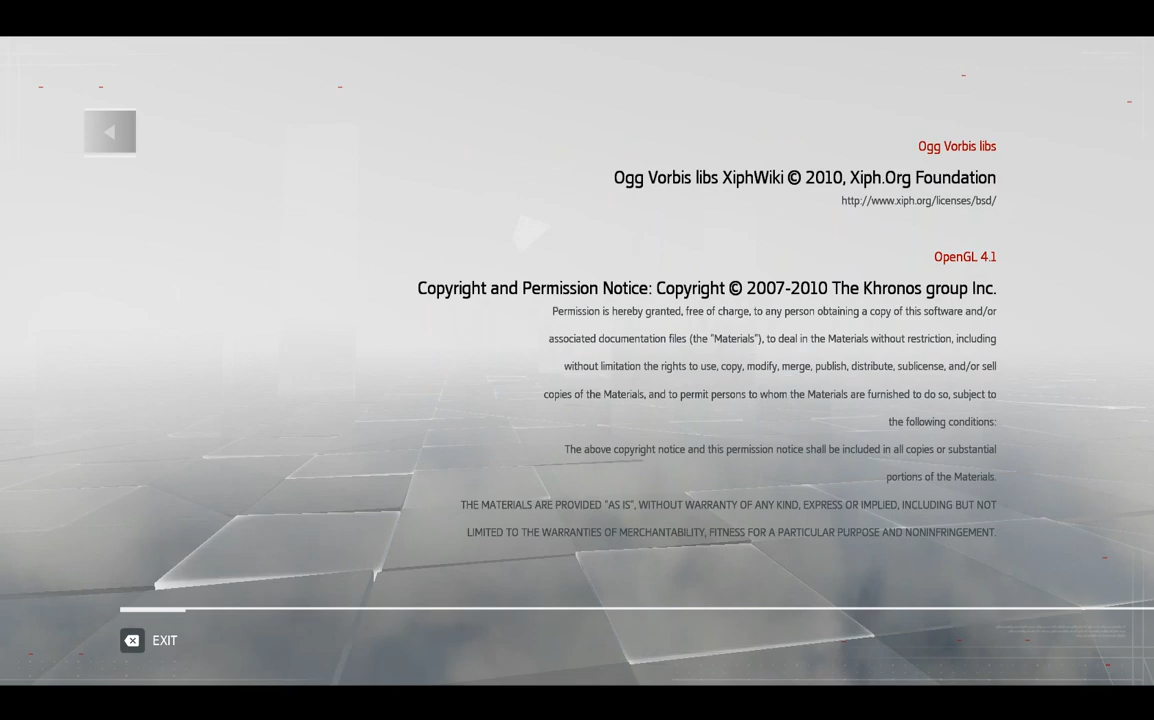 Ogg Vorbis libs
Ogg Vorbis libs XiphWiki © 2010, Xiph.Org Foundation
http://www.xiph.org/licenses/bsd/
OpenGL 4.1
Copyright and Permission Notice: Copyright © 2007-2010 The Khronos group Inc.
Permission is hereby granted, free of charge, to any person obtaining a copy of this software and/or
associated documentation files (the "Materials"), to deal in the Materials without restriction, including
without limitation the rights to use, copy, modify, merge, publish, distribute, sublicense, and/or sell
copies of the Materials, and to permit persons to whom the Materials are furnished to do so, subject to
the following conditions:
The above copyright notice and this permission notice shall be included in all copies or substantial
portions of the Materials.
THE MATERIALS ARE PROVIDED "AS IS", WITHOUT WARRANTY OF ANY KIND, EXPRESS OR IMPLIED, INCLUDING BUT NOT
LIMITED TO THE WARRANTIES OF MERCHANTABILITY, FITNESS FOR A PARTICULAR PURPOSE AND NONINFRINGEMENT.
EXIT